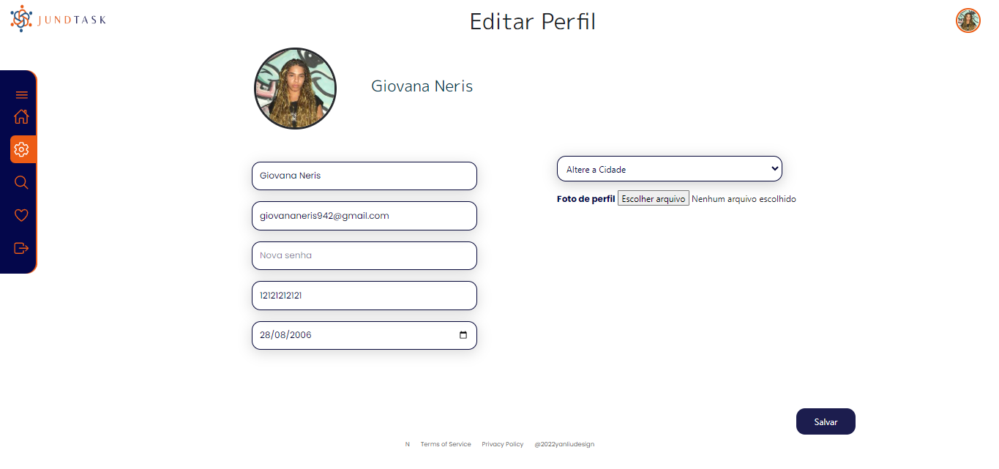 JUNDTASK
Editar Perfil
Giovana Neris
Giovana Neris
giovananeris942@gmail.com
Nova senha
12121212121
28/08/2006
Altere a Cidade
Foto de perfil Escolher arquivo Nenhum arquivo escolhido
Salvar
N Terms of Service Privacy Policy @2022yanliudesign